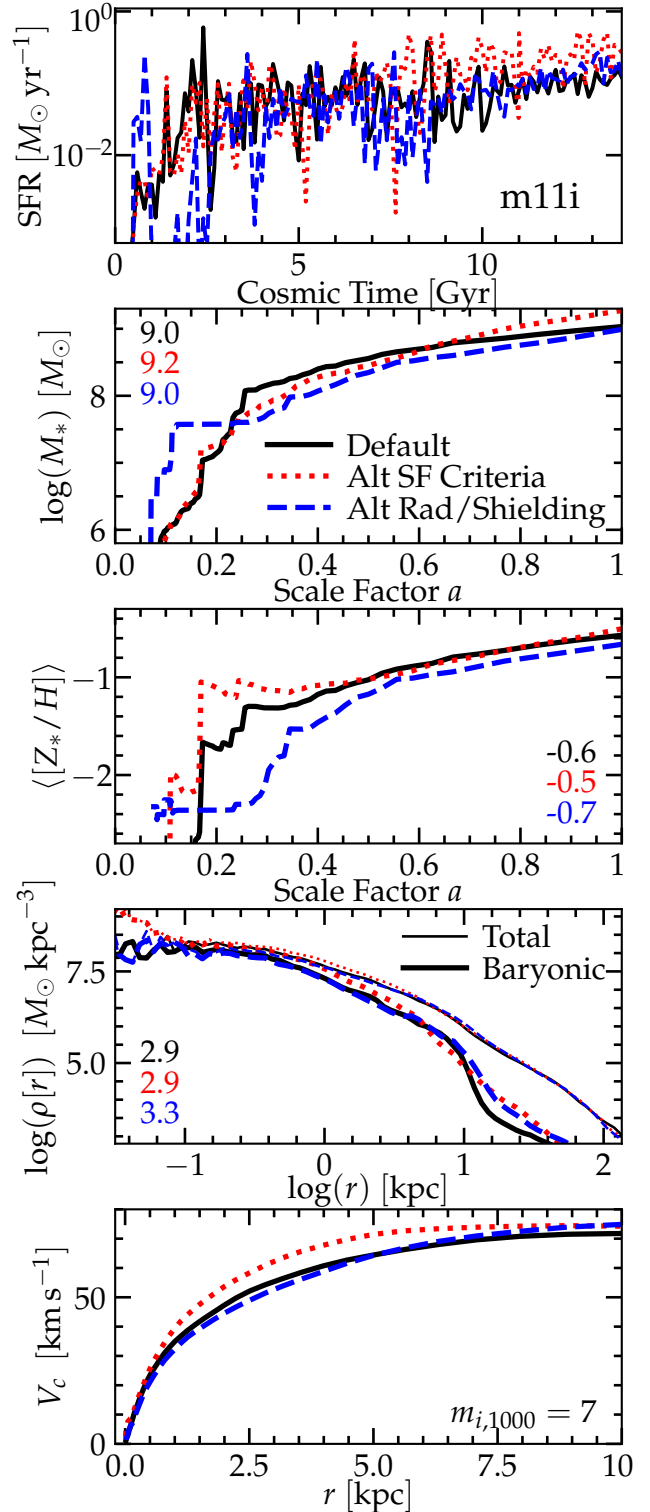 SFR [M⊙ yr⁻¹]
10⁰
10⁻²
m11i
0 5 10
Cosmic Time [Gyr]
log(M*) [M⊙]
8
6
9.0
9.2
9.0
Default
Alt SF Criteria
Alt Rad/Shielding
0.0 0.2 0.4 0.6 0.8 1
Scale Factor a
⟨[Z*/H]⟩
−1
−2
-0.6
-0.5
-0.7
0.0 0.2 0.4 0.6 0.8 1
Scale Factor a
log(ρ[r]) [M⊙ kpc⁻³]
7.5
5.0
Total
Baryonic
2.9
2.9
3.3
−1 0 1 2
log(r) [kpc]
V_c [km s⁻¹]
50
0
m_{i,1000} = 7
0.0 2.5 5.0 7.5 10
r [kpc]